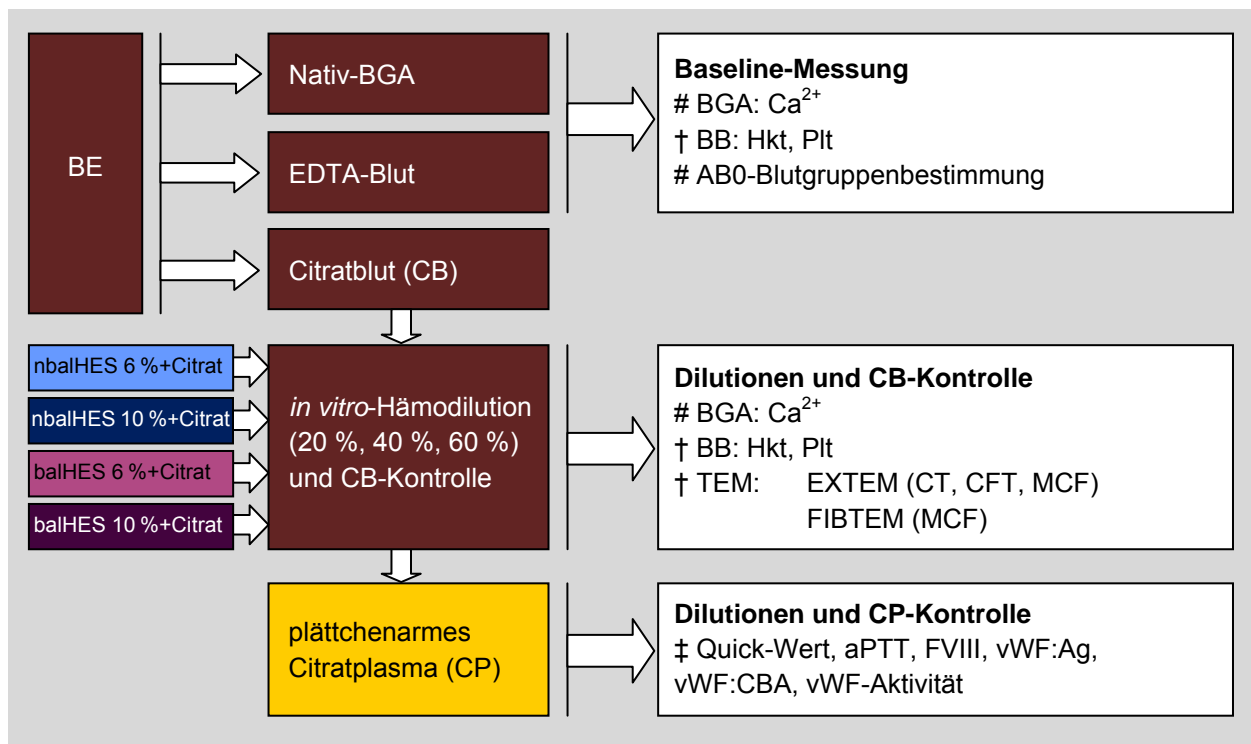 BE
Nativ-BGA
EDTA-Blut
Citratblut (CB)
Baseline-Messung
# BGA: Ca²⁺
† BB: Hkt, Plt
# AB0-Blutgruppenbestimmung
nbalHES 6 %+Citrat
nbalHES 10 %+Citrat
balHES 6 %+Citrat
balHES 10 %+Citrat
in vitro-Hämodilution
(20 %, 40 %, 60 %)
und CB-Kontrolle
Dilutionen und CB-Kontrolle
# BGA: Ca²⁺
† BB: Hkt, Plt
† TEM: EXTEM (CT, CFT, MCF)
FIBTEM (MCF)
plättchenarmes
Citratplasma (CP)
Dilutionen und CP-Kontrolle
‡ Quick-Wert, aPTT, FVIII, vWF:Ag,
vWF:CBA, vWF-Aktivität